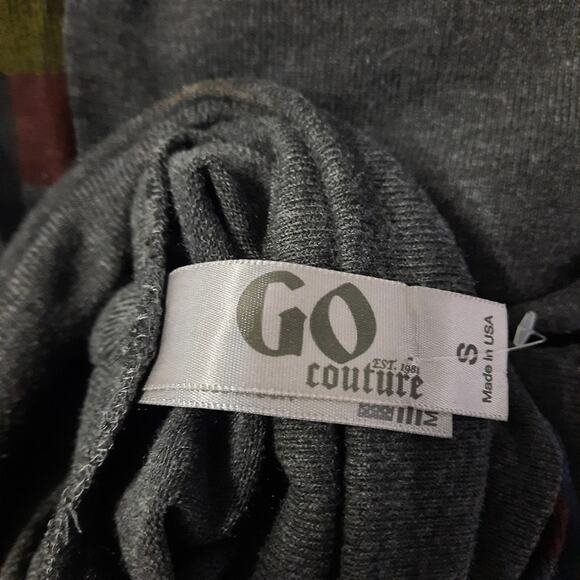 GO
EST. 1981
couture
S
Made in USA
M